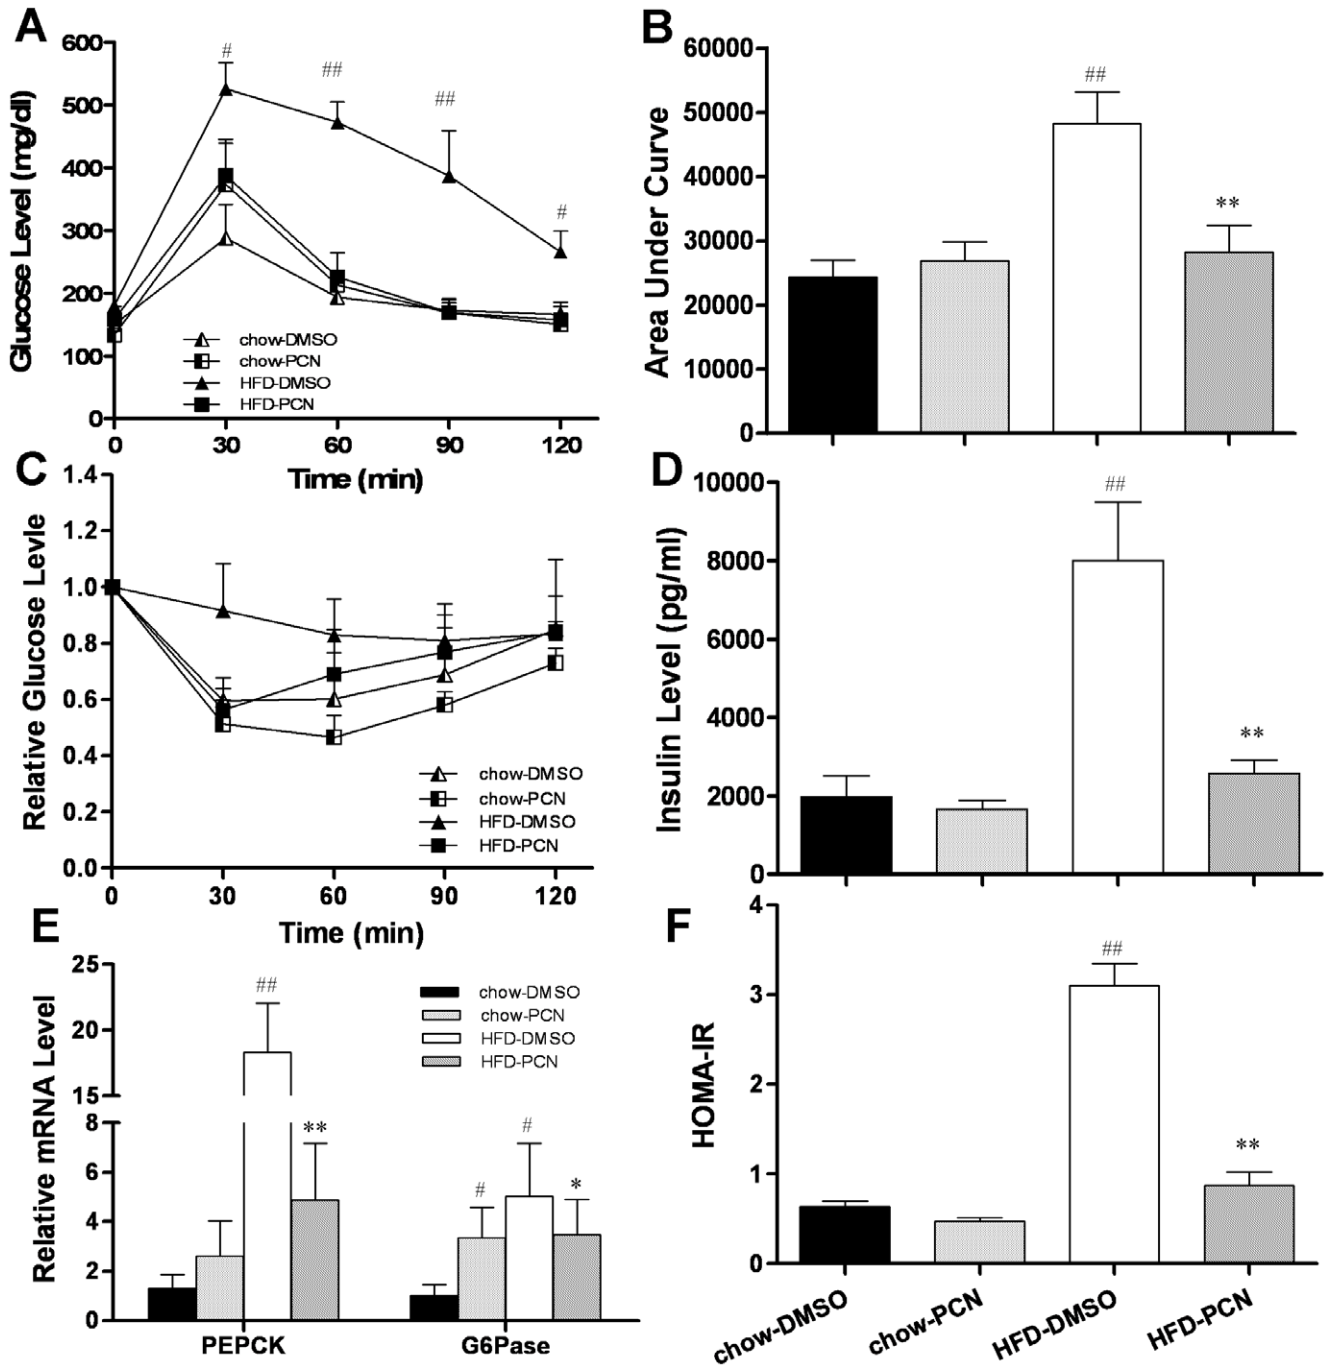 A
Glucose Level (mg/dl)
600
500
400
300
200
100
0
#
##
##
#
chow-DMSO
chow-PCN
HFD-DMSO
HFD-PCN
0 30 60 90 120
Time (min)
B
Area Under Curve
60000
50000
40000
30000
20000
10000
0
##
**
C
Relative Glucose Levle
1.4
1.2
1.0
0.8
0.6
0.4
0.2
0.0
chow-DMSO
chow-PCN
HFD-DMSO
HFD-PCN
0 30 60 90 120
Time (min)
D
Insulin Level (pg/ml)
10000
8000
6000
4000
2000
0
##
**
E
Relative mRNA Level
25
20
15
8
6
4
2
0
##
**
#
#
*
chow-DMSO
chow-PCN
HFD-DMSO
HFD-PCN
PEPCK G6Pase
F
HOMA-IR
4
3
2
1
0
##
**
chow-DMSO
chow-PCN
HFD-DMSO
HFD-PCN